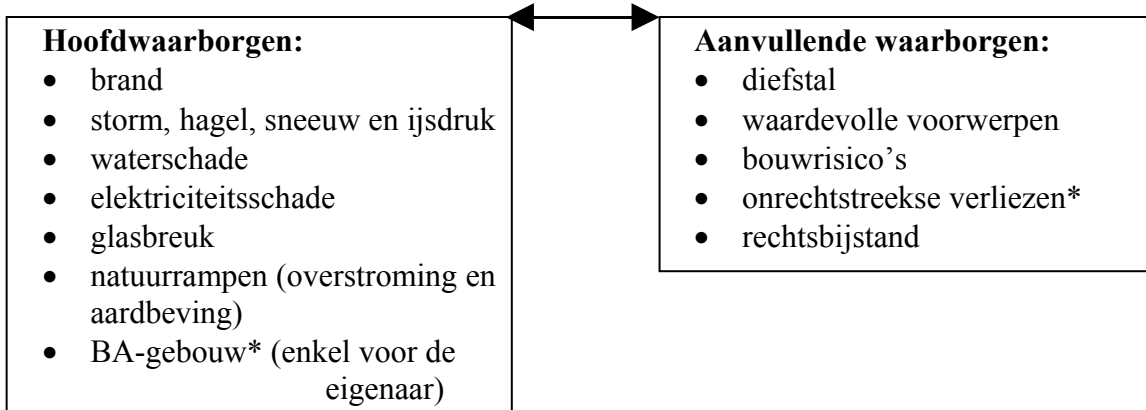 Hoofdwaarborgen:
• brand
• storm, hagel, sneeuw en ijsdruk
• waterschade
• elektriciteitsschade
• glasbreuk
• natuurrampen (overstroming en
aardbeving)
• BA-gebouw* (enkel voor de
eigenaar)
Aanvullende waarborgen:
• diefstal
• waardevolle voorwerpen
• bouwrisico’s
• onrechtstreekse verliezen*
• rechtsbijstand